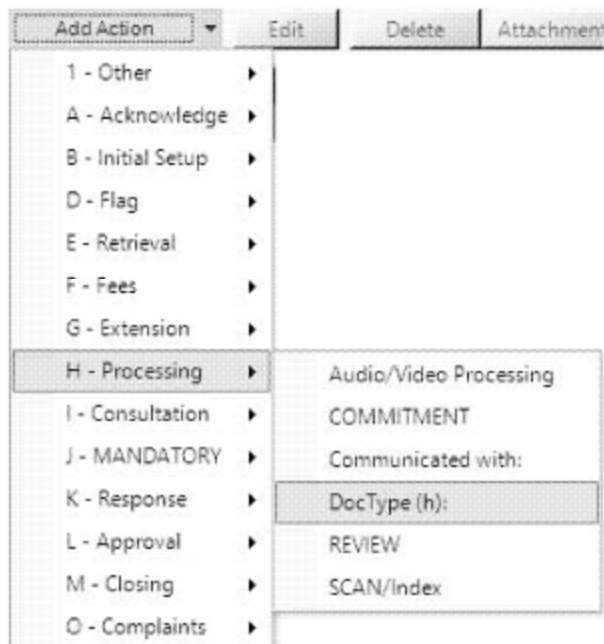 Add Action Edit Delete Attachment
1 - Other
A - Acknowledge
B - Initial Setup
D - Flag
E - Retrieval
F - Fees
G - Extension
H - Processing
I - Consultation
J - MANDATORY
K - Response
L - Approval
M - Closing
O - Complaints
Audio/Video Processing
COMMITMENT
Communicated with:
DocType (h):
REVIEW
SCAN/Index